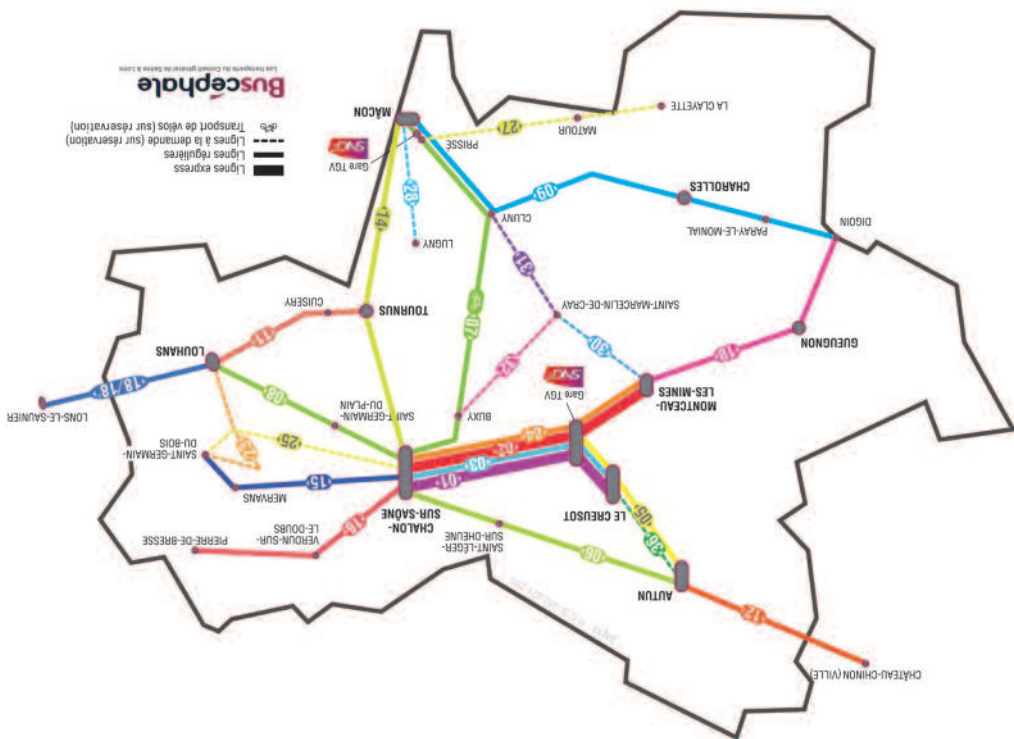 CHÂTEAU-CHINON (VILLE)
12
AUTUN
06
SAINT-LÉGER-
SUR-DHEUNE
VERDUN-SUR-
LE-DOUBS
PIERRE-DE-BRESSE
36
05
16
LE CREUSOT
CHALON-
SUR-SAÔNE
01
03
02
15
MERVANS
SAINT-GERMAIN-
DU-BOIS
25
Gare TGV
SNCF
BUXY
SAINT-GERMAIN-
DU-PLAIN
08
LOUHANS
18/18
LONS-LE-SAUNIER
MONTCEAU-
LES-MINES
10
GUEUGNON
30
32
SAINT-MARCELIN-DE-CRAY
07
TOURNUS
11
CUISERY
31
DIGOIN
PARAY-LE-MONIAL
CHAROLLES
09
CLUNY
LUGNY
28
14
PRISSÉ
Gare TGV
SNCF
MÂCON
LA CLAYETTE
MATOUR
27
Lignes express
Lignes régulières
Lignes à la demande (sur réservation)
Transport de vélos (sur réservation)
Buscéphale
Les transports du Conseil général de Saône & Loire